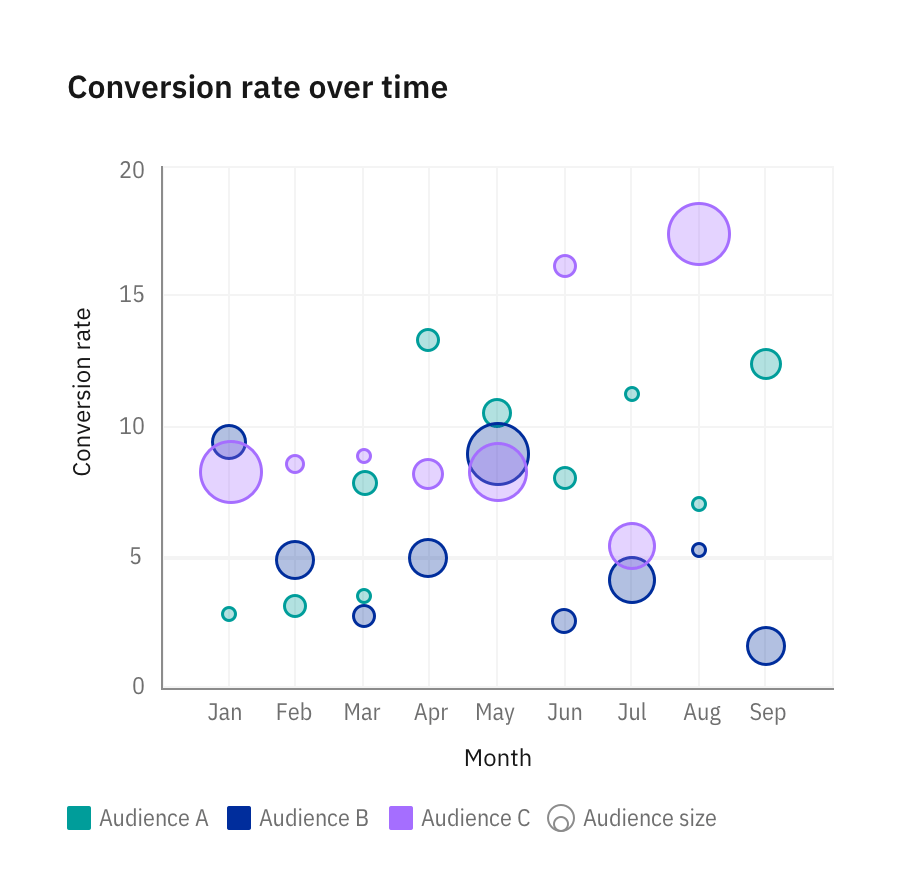 Conversion rate over time
20
15
10
5
0
Conversion rate
Jan Feb Mar Apr May Jun Jul Aug Sep
Month
Audience A Audience B Audience C Audience size